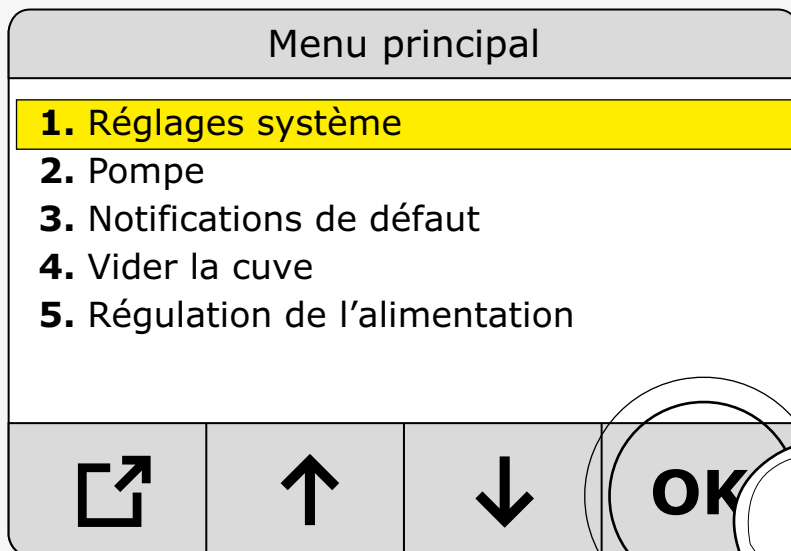 Menu principal
1. Réglages système
2. Pompe
3. Notifications de défaut
4. Vider la cuve
5. Régulation de l’alimentation
OK